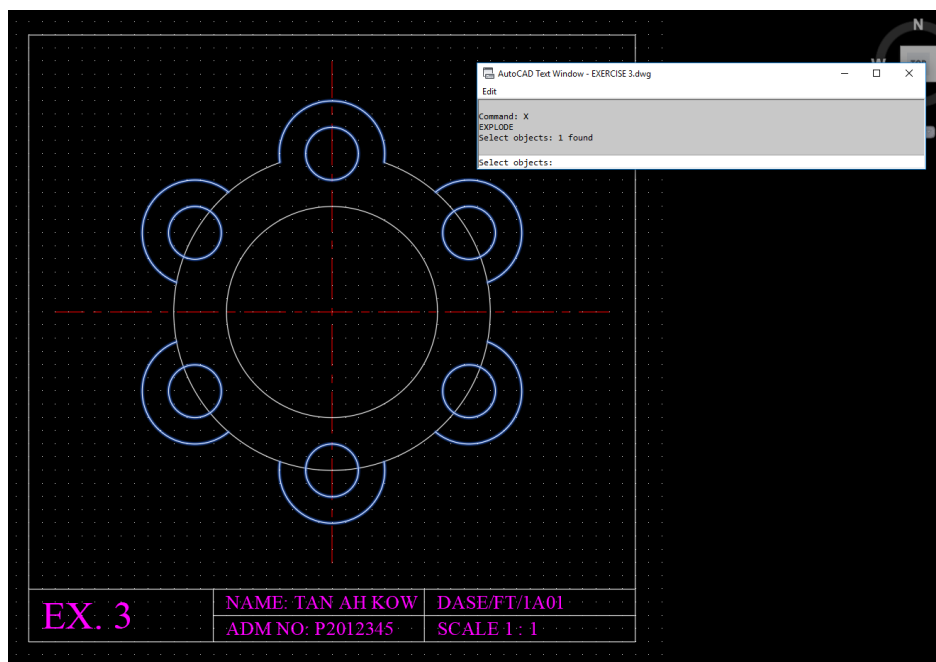 N
W
TOP
AutoCAD Text Window - EXERCISE 3.dwg
Edit
Command: X
EXPLODE
Select objects: 1 found
Select objects:
EX. 3
NAME: TAN AH KOW
DASE/FT/1A01
ADM NO: P2012345
SCALE 1 : 1